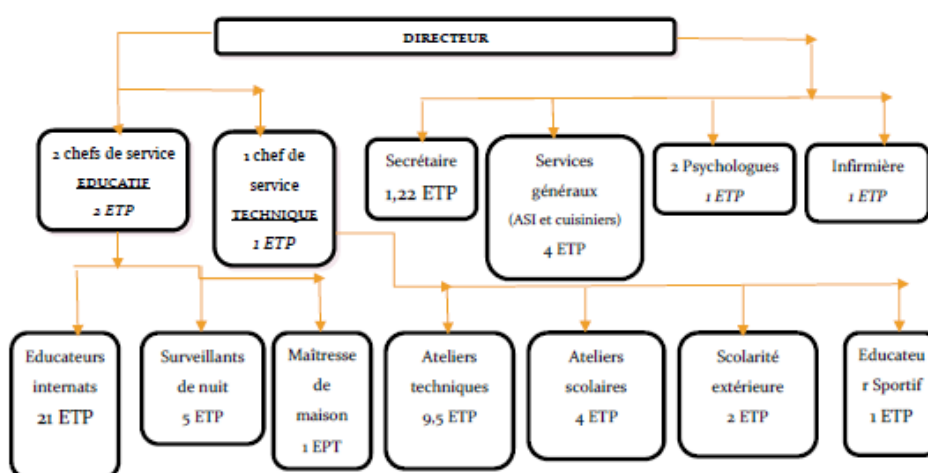 DIRECTEUR
2 chefs de service
EDUCATIF
2 ETP
1 chef de
service
TECHNIQUE
1 ETP
Secrétaire
1,22 ETP
Services
généraux
(ASI et cuisiniers)
4 ETP
2 Psychologues
1 ETP
Infirmière
1 ETP
Educateurs
internats
21 ETP
Surveillants
de nuit
5 ETP
Maîtresse
de
maison
1 EPT
Ateliers
techniques
9,5 ETP
Ateliers
scolaires
4 ETP
Scolarité
extérieure
2 ETP
Educateu
r Sportif
1 ETP